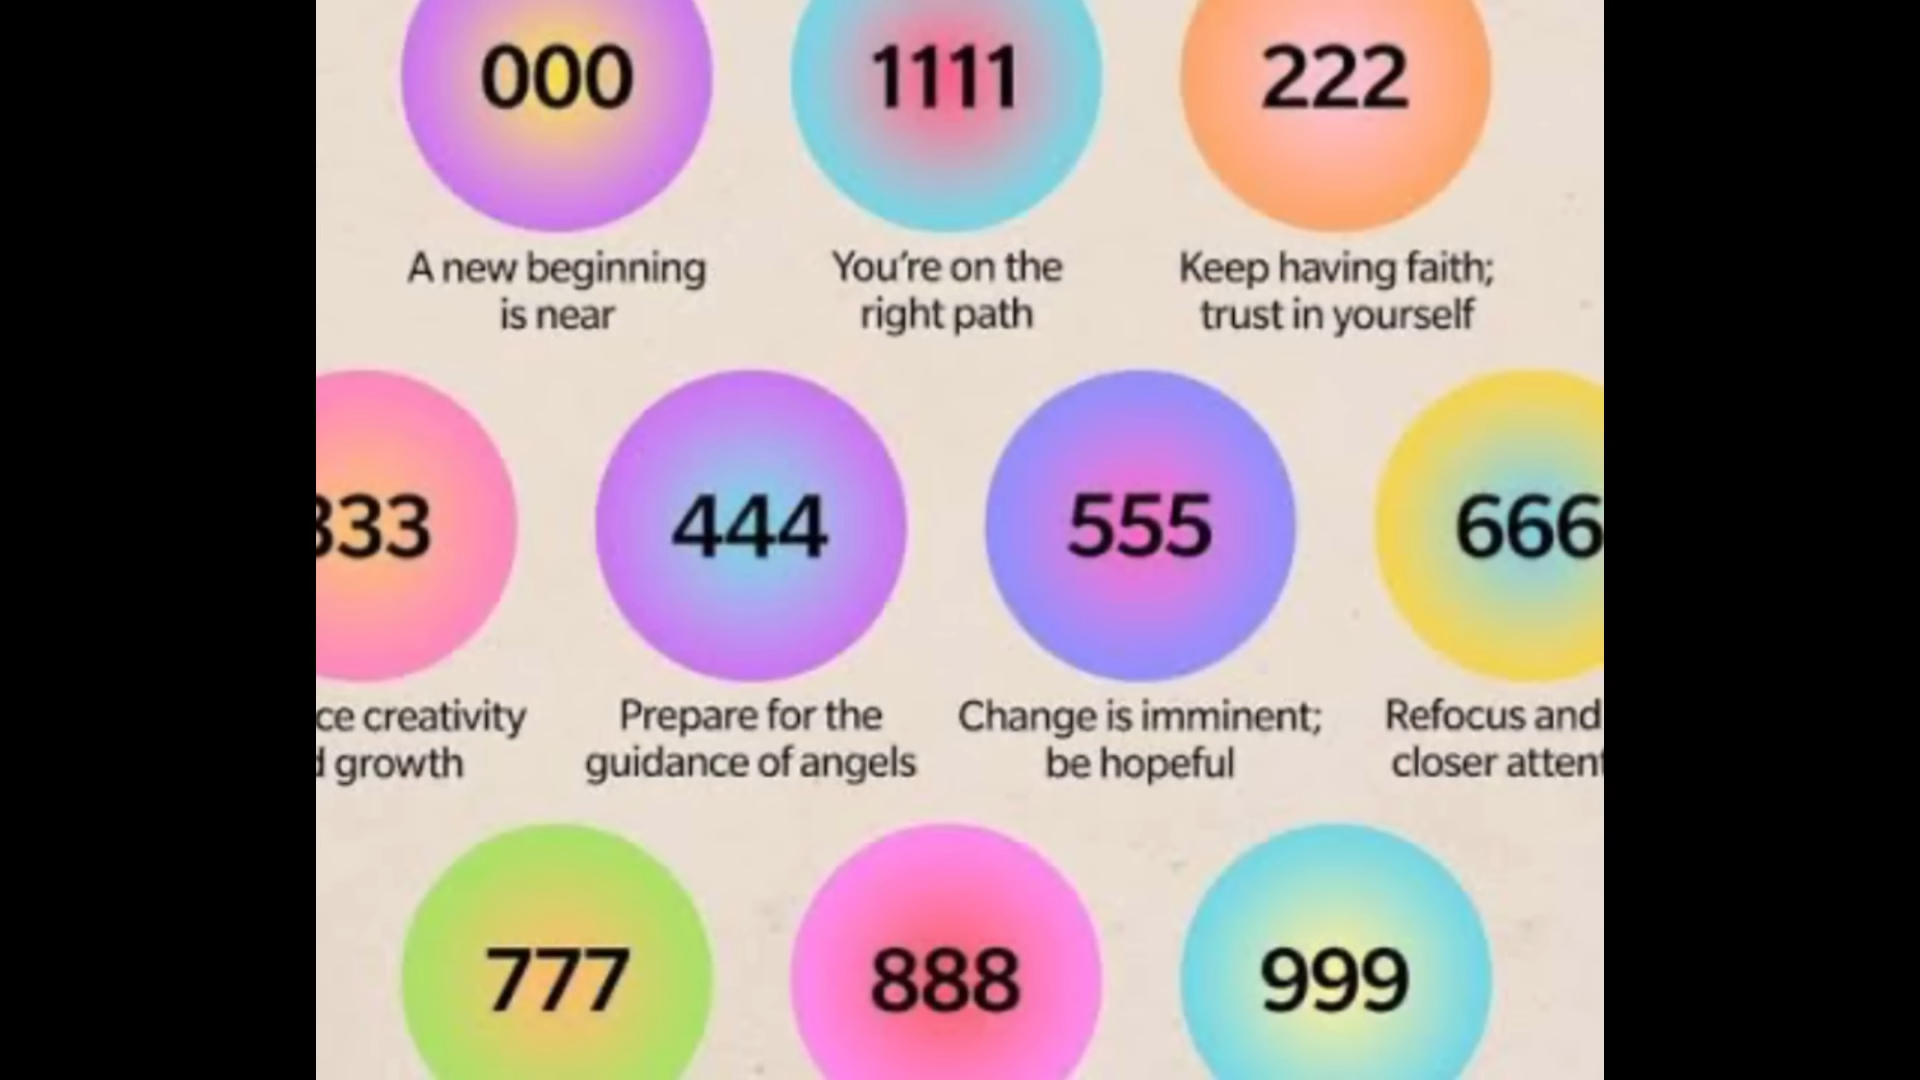 000
1111
222
A new beginning
is near
You're on the
right path
Keep having faith;
trust in yourself
333
444
555
666
creativity
growth
Prepare for the
guidance of angels
Change is imminent;
be hopeful
Refocus and
closer
777
888
999